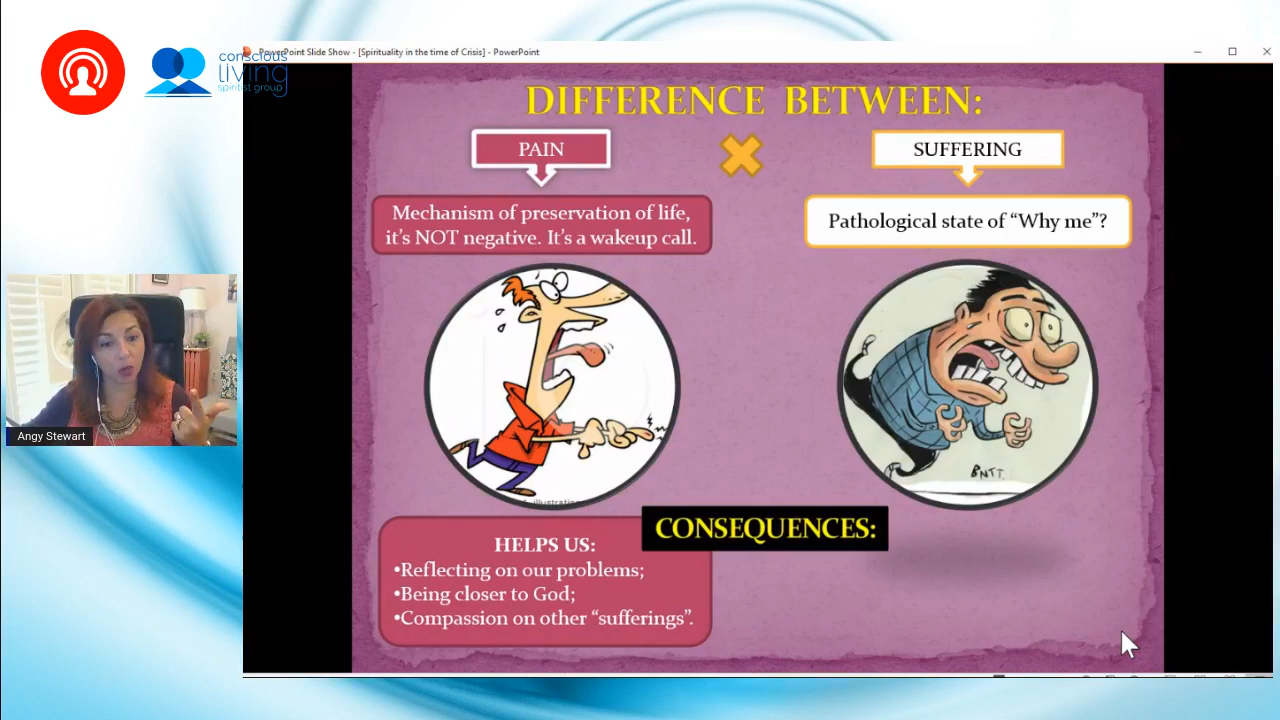 conscious
living
spiritist group
PowerPoint Slide Show - [Spirituality in the time of Crisis] - PowerPoint
DIFFERENCE BETWEEN:
PAIN
SUFFERING
Mechanism of preservation of life,
it's NOT negative. It's a wakeup call.
Pathological state of “Why me”?
Angy Stewart
BNTT.
illustration
CONSEQUENCES:
HELPS US:
•Reflecting on our problems;
•Being closer to God;
•Compassion on other “sufferings”.